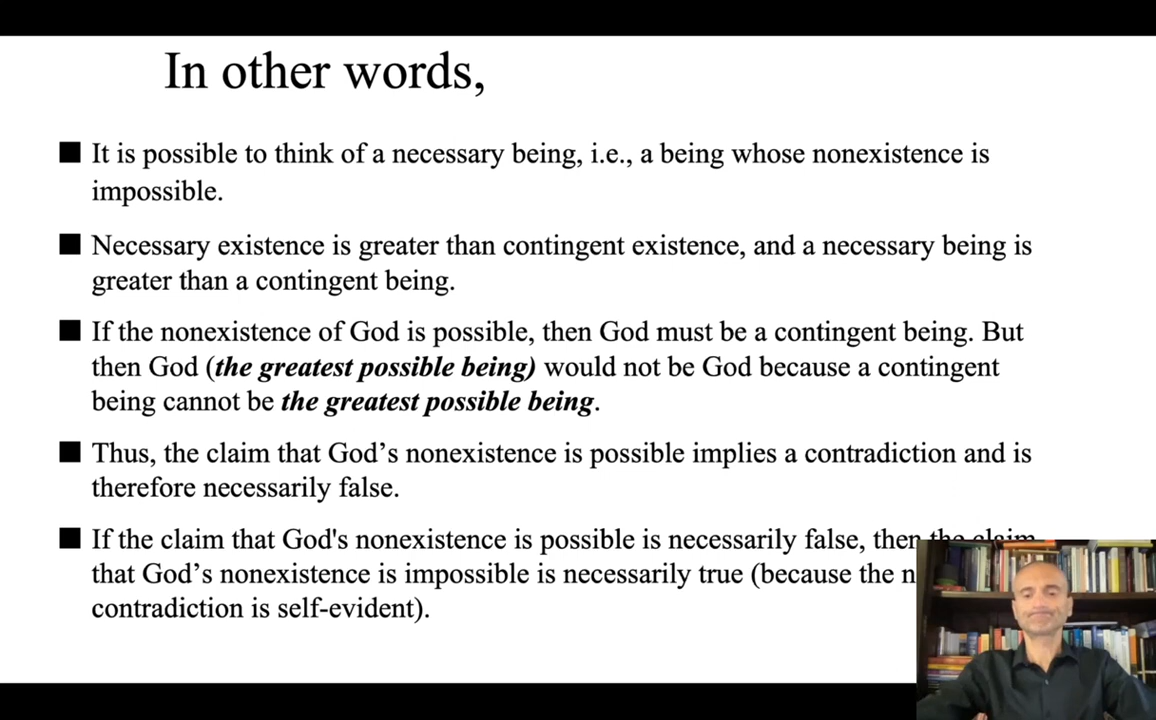 In other words,
It is possible to think of a necessary being, i.e., a being whose nonexistence is
impossible.
Necessary existence is greater than contingent existence, and a necessary being is
greater than a contingent being.
If the nonexistence of God is possible, then God must be a contingent being. But
then God (the greatest possible being) would not be God because a contingent
being cannot be the greatest possible being.
Thus, the claim that God’s nonexistence is possible implies a contradiction and is
therefore necessarily false.
If the claim that God's nonexistence is possible is necessarily false, then the claim
that God’s nonexistence is impossible is necessarily true (because the
contradiction is self-evident).